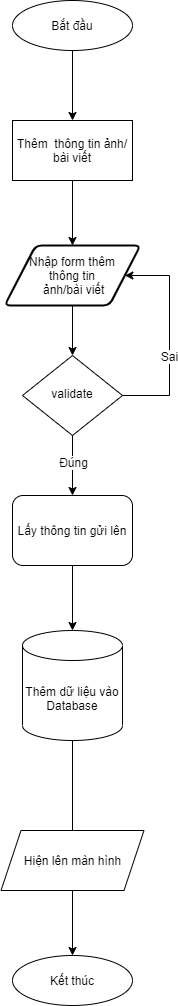 Bắt đầu
Thêm thông tin ảnh/
bài viết
Nhập form thêm
thông tin
ảnh/bài viết
Sai
validate
Đúng
Lấy thông tin gửi lên
Thêm dữ liệu vào
Database
Hiện lên màn hình
Kết thúc